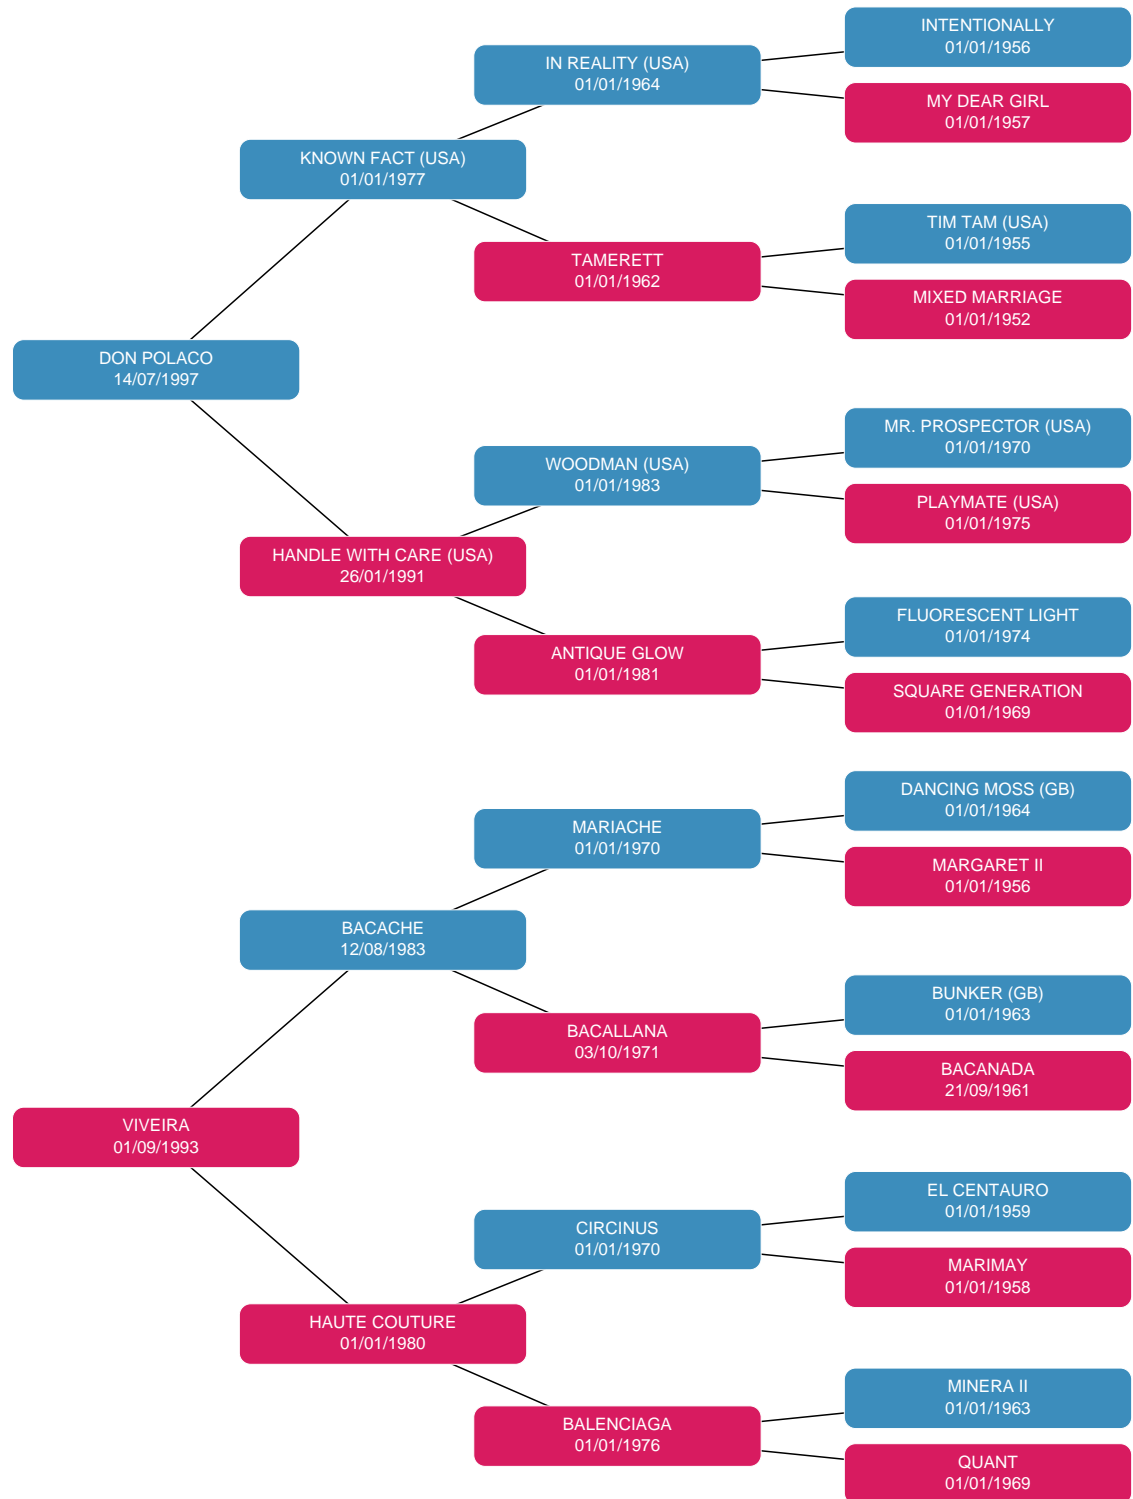 INTENTIONALLY
01/01/1956
IN REALITY (USA)
01/01/1964
MY DEAR GIRL
01/01/1957
KNOWN FACT (USA)
01/01/1977
TIM TAM (USA)
01/01/1955
TAMERETT
01/01/1962
MIXED MARRIAGE
01/01/1952
DON POLACO
14/07/1997
MR. PROSPECTOR (USA)
01/01/1970
WOODMAN (USA)
01/01/1983
PLAYMATE (USA)
01/01/1975
HANDLE WITH CARE (USA)
26/01/1991
FLUORESCENT LIGHT
01/01/1974
ANTIQUE GLOW
01/01/1981
SQUARE GENERATION
01/01/1969
DANCING MOSS (GB)
01/01/1964
MARIACHE
01/01/1970
MARGARET II
01/01/1956
BACACHE
12/08/1983
BUNKER (GB)
01/01/1963
BACALLANA
03/10/1971
BACANADA
21/09/1961
VIVEIRA
01/09/1993
EL CENTAURO
01/01/1959
CIRCINUS
01/01/1970
MARIMAY
01/01/1958
HAUTE COUTURE
01/01/1980
MINERA II
01/01/1963
BALENCIAGA
01/01/1976
QUANT
01/01/1969